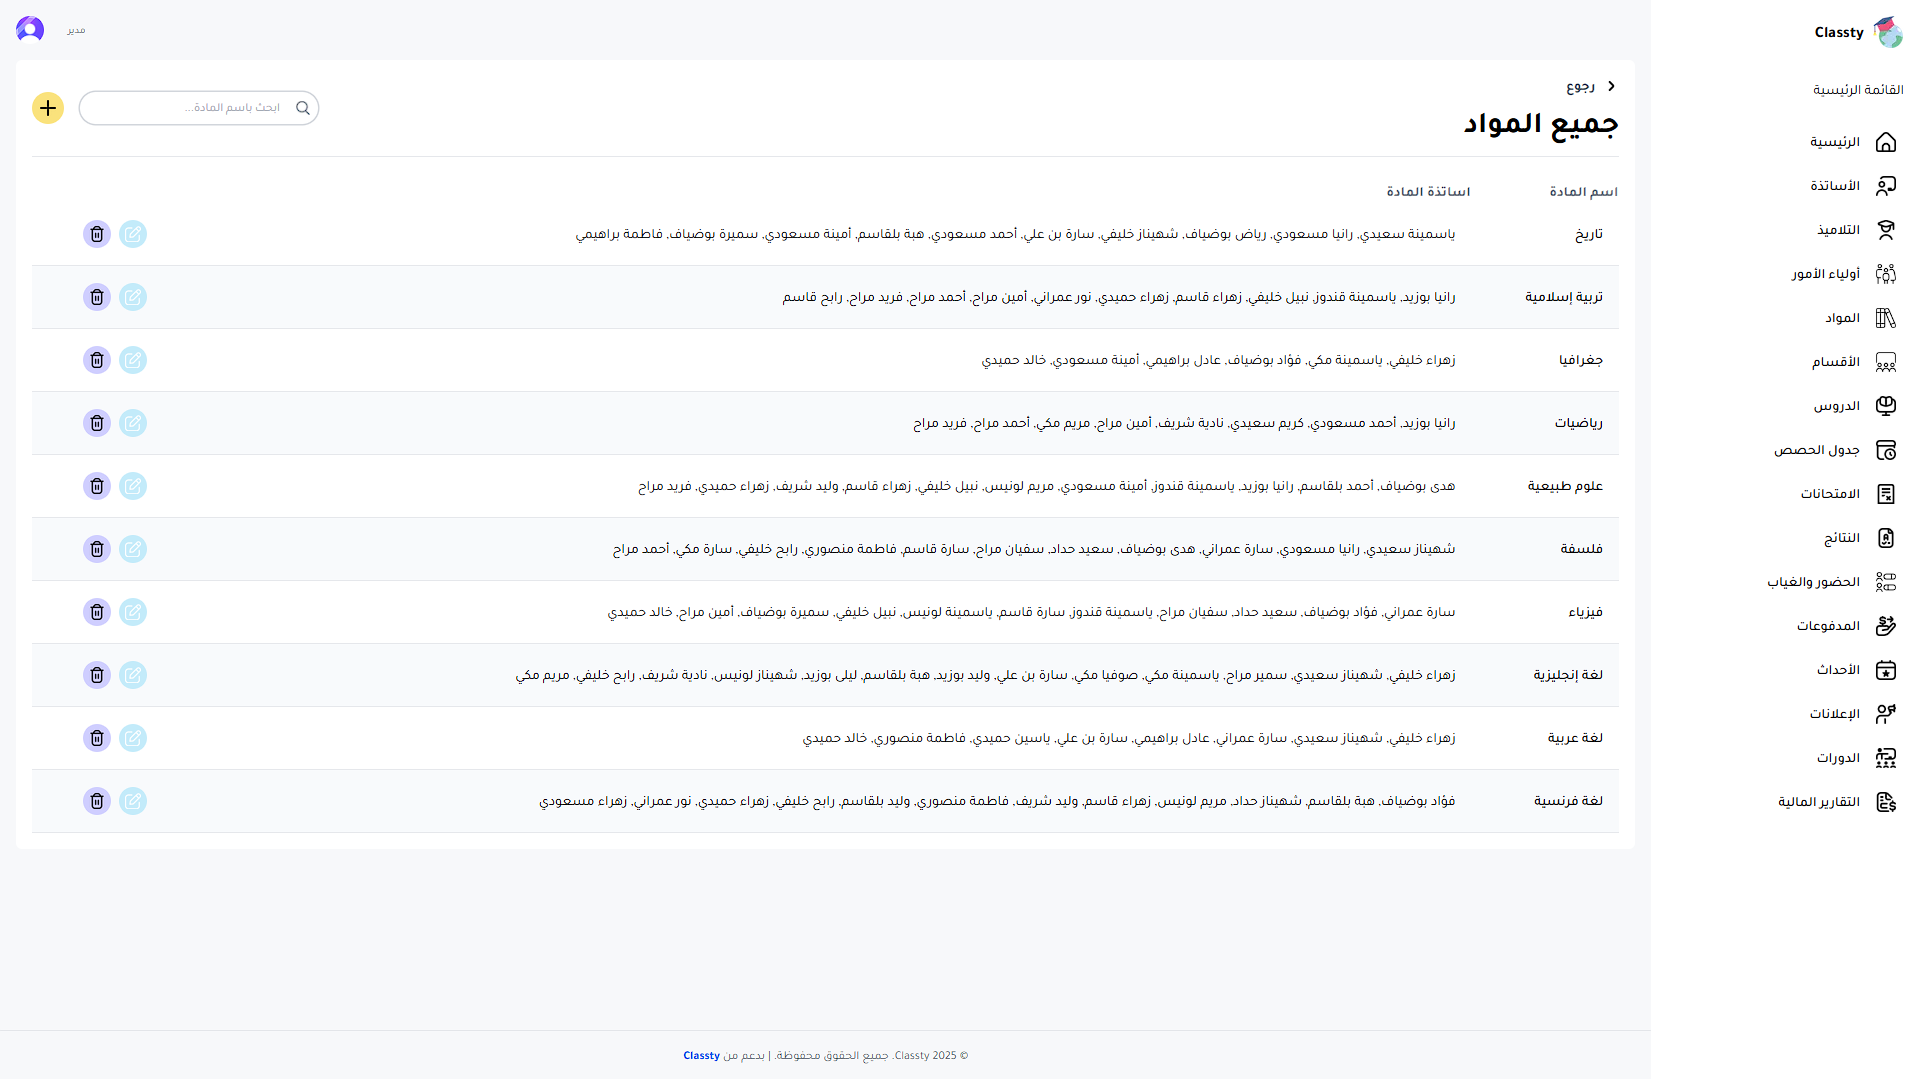 Classty
القائمة الرئيسية
الرئيسية
الأساتذة
التلاميذ
أولياء الأمور
المواد
الأقسام
الدروس
جدول الحصص
الامتحانات
النتائج
الحضور والغياب
المدفوعات
الأحداث
الإعلانات
الدورات
التقارير المالية
مدير
رجوع
جميع المواد
ابحث باسم المادة...
اسم المادة اساتذة المادة
تاريخ ياسمينة سعيدي, رانيا مسعودي, رياض بوضياف, شهيناز خليفي, سارة بن علي, أحمد مسعودي, هبة بلقاسم, أمينة مسعودي, سميرة بوضياف, فاطمة براهيمي
تربية إسلامية رانيا بوزيد, ياسمينة قندوز, نبيل خليفي, زهراء قاسم, زهراء حميدي, نور عمراني, أمين مراح, أحمد مراح, فريد مراح, رابح قاسم
جغرافيا زهراء خليفي, ياسمينة مكي, فؤاد بوضياف, عادل براهيمي, أمينة مسعودي, خالد حميدي
رياضيات رانيا بوزيد, أحمد مسعودي, كريم سعيدي, نادية شريف, أمين مراح, مريم مكي, أحمد مراح, فريد مراح
علوم طبيعية هدى بوضياف, أحمد بلقاسم, رانيا بوزيد, ياسمينة قندوز, أمينة مسعودي, مريم لونيس, نبيل خليفي, زهراء قاسم, وليد شريف, زهراء حميدي, فريد مراح
فلسفة شهيناز سعيدي, رانيا مسعودي, سارة عمراني, هدى بوضياف, سعيد حداد, سفيان مراح, سارة قاسم, فاطمة منصوري, رابح خليفي, سارة مكي, أحمد مراح
فيزياء سارة عمراني, فؤاد بوضياف, سعيد حداد, سفيان مراح, ياسمينة قندوز, سارة قاسم, ياسمينة لونيس, نبيل خليفي, سميرة بوضياف, أمين مراح, خالد حميدي
لغة إنجليزية زهراء خليفي, شهيناز سعيدي, سمير مراح, ياسمينة مكي, صوفيا مكي, سارة بن علي, وليد بوزيد, هبة بلقاسم, ليلى بوزيد, شهيناز لونيس, نادية شريف, رابح خليفي, مريم مكي
لغة عربية زهراء خليفي, شهيناز سعيدي, سارة عمراني, عادل براهيمي, سارة بن علي, ياسين حميدي, فاطمة منصوري, خالد حميدي
لغة فرنسية فؤاد بوضياف, هبة بلقاسم, شهيناز حداد, مريم لونيس, زهراء قاسم, وليد شريف, فاطمة منصوري, وليد بلقاسم, رابح خليفي, زهراء حميدي, نور عمراني, زهراء مسعودي
© 2025 Classty. جميع الحقوق محفوظة. | بدعم من Classty